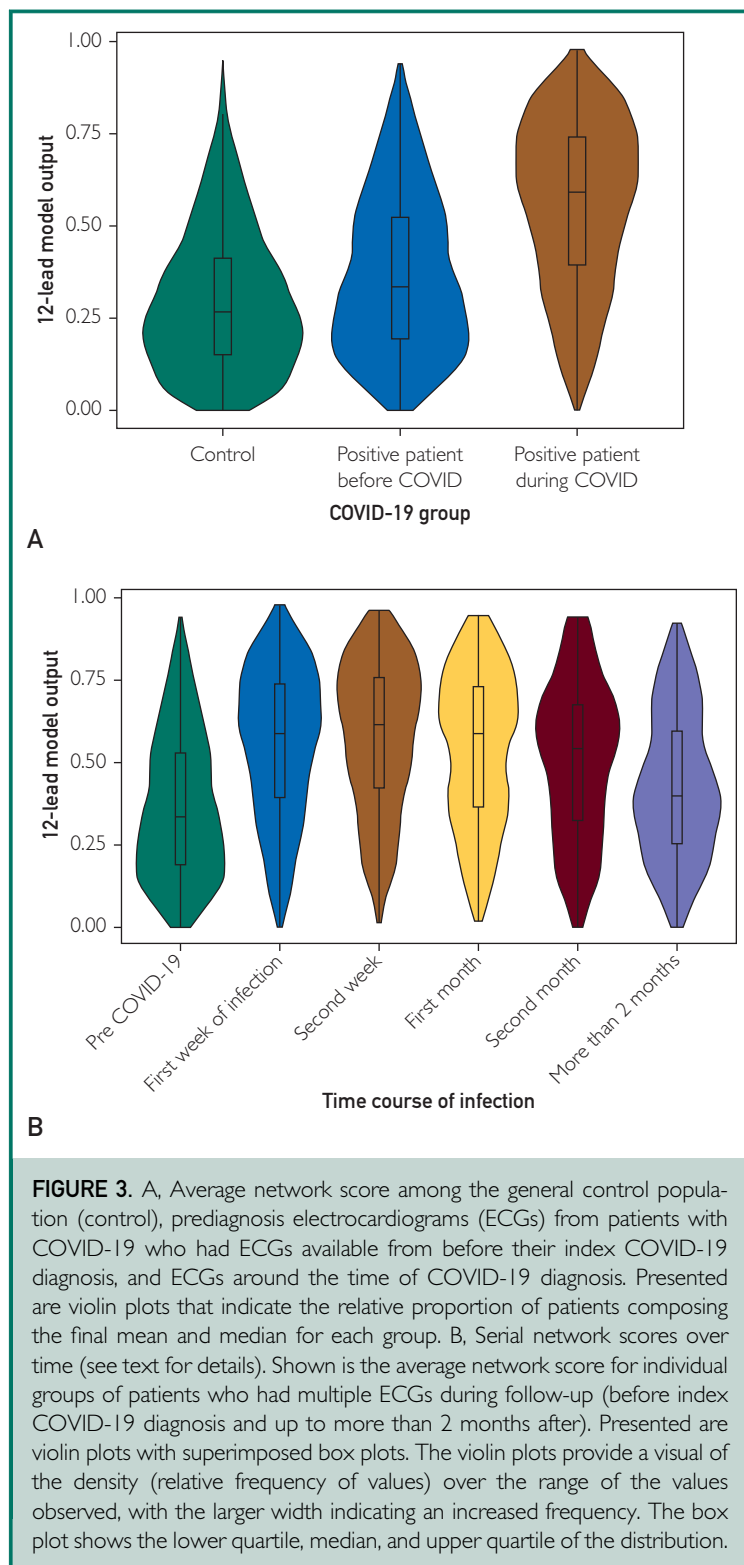 1.00
0.75
0.50
0.25
0.00
12-lead model output
Control
Positive patient
before COVID
Positive patient
during COVID
COVID-19 group
A
1.00
0.75
0.50
0.25
0.00
12-lead model output
Pre COVID-19
First week of infection
Second week
First month
Second month
More than 2 months
Time course of infection
B
FIGURE 3. A, Average network score among the general control popula-
tion (control), prediagnosis electrocardiograms (ECGs) from patients with
COVID-19 who had ECGs available from before their index COVID-19
diagnosis, and ECGs around the time of COVID-19 diagnosis. Presented
are violin plots that indicate the relative proportion of patients composing
the final mean and median for each group. B, Serial network scores over
time (see text for details). Shown is the average network score for individual
groups of patients who had multiple ECGs during follow-up (before index
COVID-19 diagnosis and up to more than 2 months after). Presented are
violin plots with superimposed box plots. The violin plots provide a visual of
the density (relative frequency of values) over the range of the values
observed, with the larger width indicating an increased frequency. The box
plot shows the lower quartile, median, and upper quartile of the distribution.